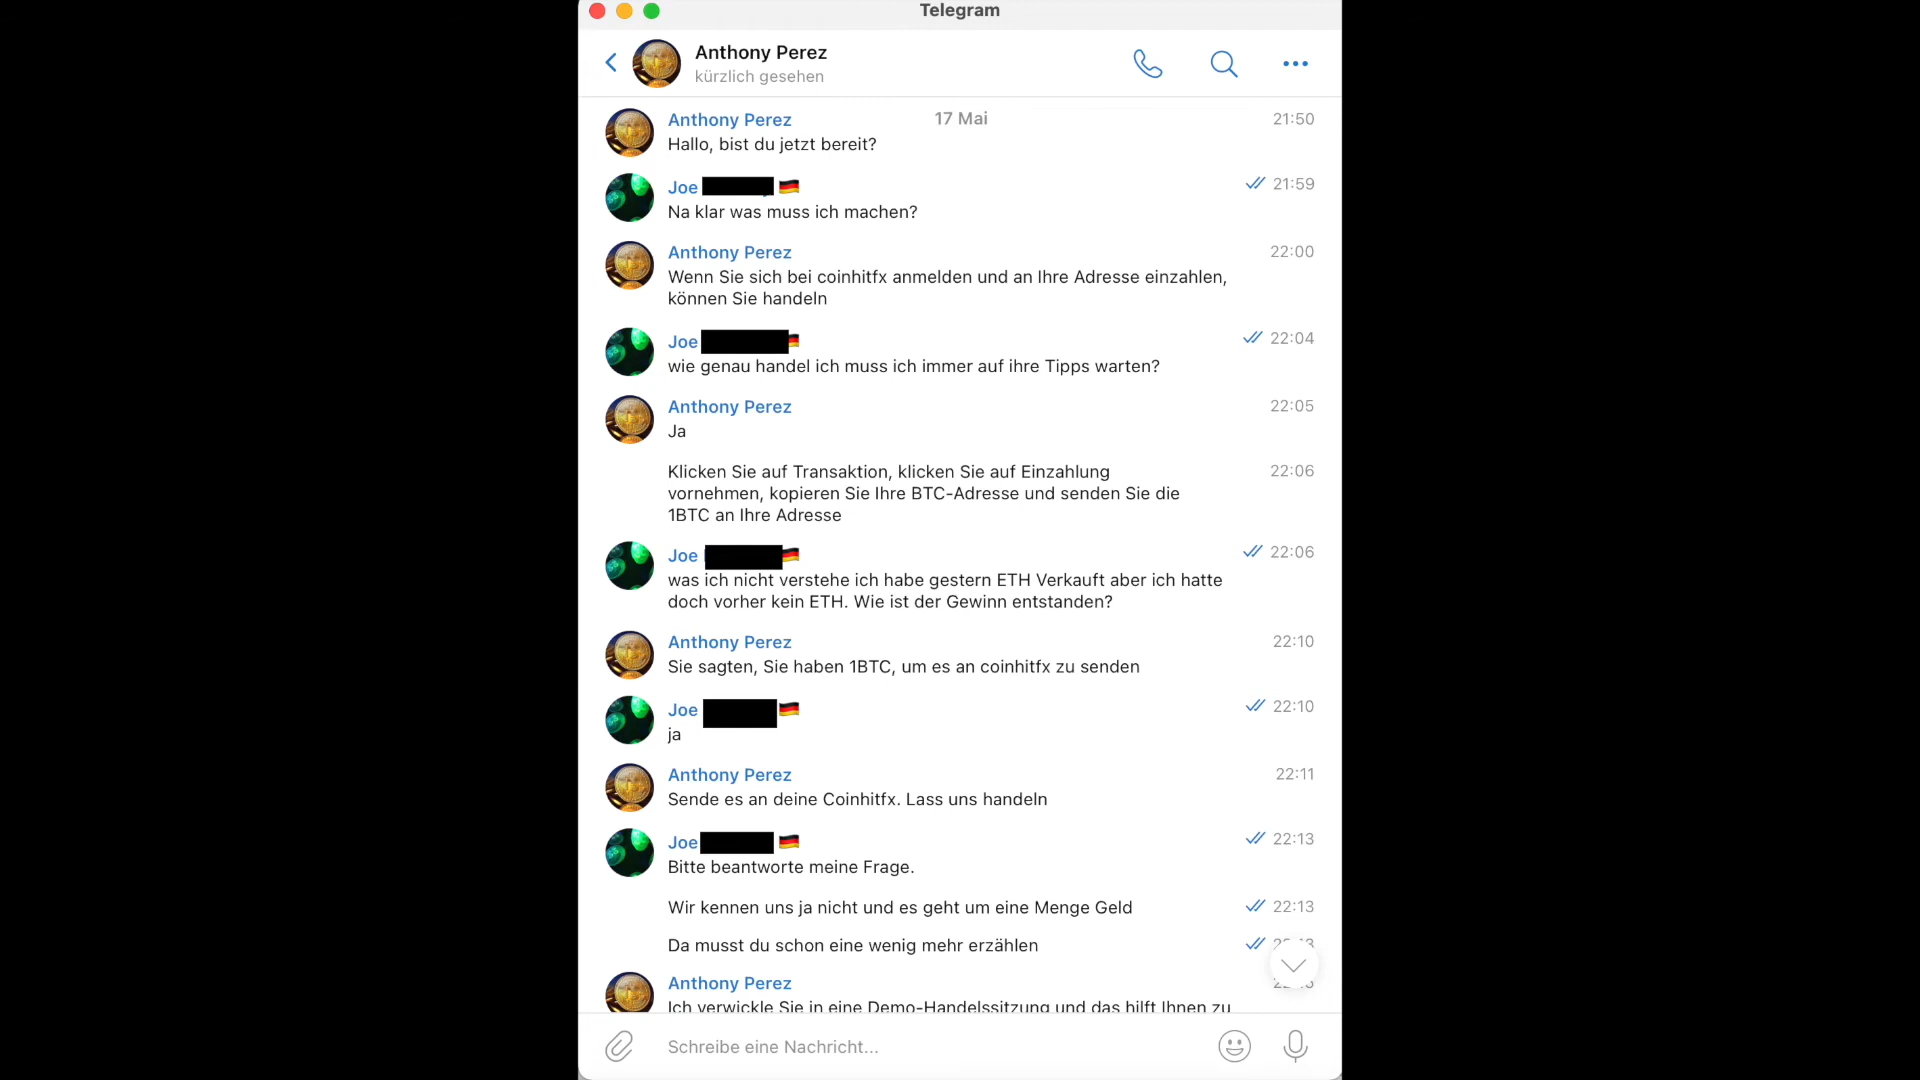 Telegram
Anthony Perez
kürzlich gesehen
17 Mai
Anthony Perez 21:50
Hallo, bist du jetzt bereit?
Joe 21:59
Na klar was muss ich machen?
Anthony Perez 22:00
Wenn Sie sich bei coinhitfx anmelden und an Ihre Adresse einzahlen,
können Sie handeln
Joe 22:04
wie genau handel ich muss ich immer auf ihre Tipps warten?
Anthony Perez 22:05
Ja
Klicken Sie auf Transaktion, klicken Sie auf Einzahlung 22:06
vornehmen, kopieren Sie Ihre BTC-Adresse und senden Sie die
1BTC an Ihre Adresse
Joe 22:06
was ich nicht verstehe ich habe gestern ETH Verkauft aber ich hatte
doch vorher kein ETH. Wie ist der Gewinn entstanden?
Anthony Perez 22:10
Sie sagten, Sie haben 1BTC, um es an coinhitfx zu senden
Joe 22:10
ja
Anthony Perez 22:11
Sende es an deine Coinhitfx. Lass uns handeln
Joe 22:13
Bitte beantworte meine Frage.
Wir kennen uns ja nicht und es geht um eine Menge Geld 22:13
Da musst du schon eine wenig mehr erzählen
Anthony Perez
Ich verwickle Sie in eine Demo-Handelssitzung und das hilft Ihnen zu
Schreibe eine Nachricht...